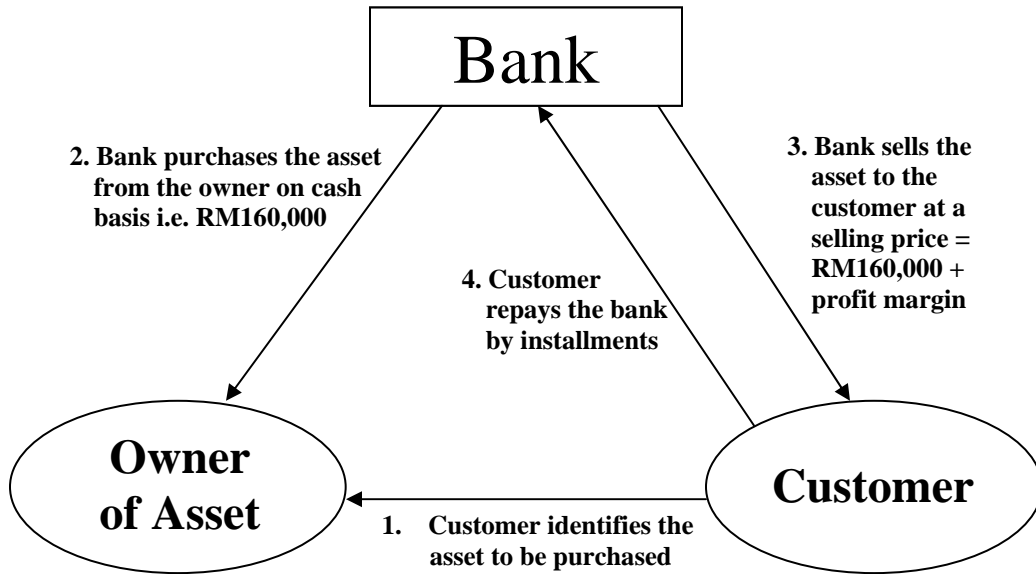 Bank
2. Bank purchases the asset
from the owner on cash
basis i.e. RM160,000
3. Bank sells the
asset to the
customer at a
selling price =
RM160,000 +
profit margin
4. Customer
repays the bank
by installments
Owner
of Asset
Customer
1. Customer identifies the
asset to be purchased